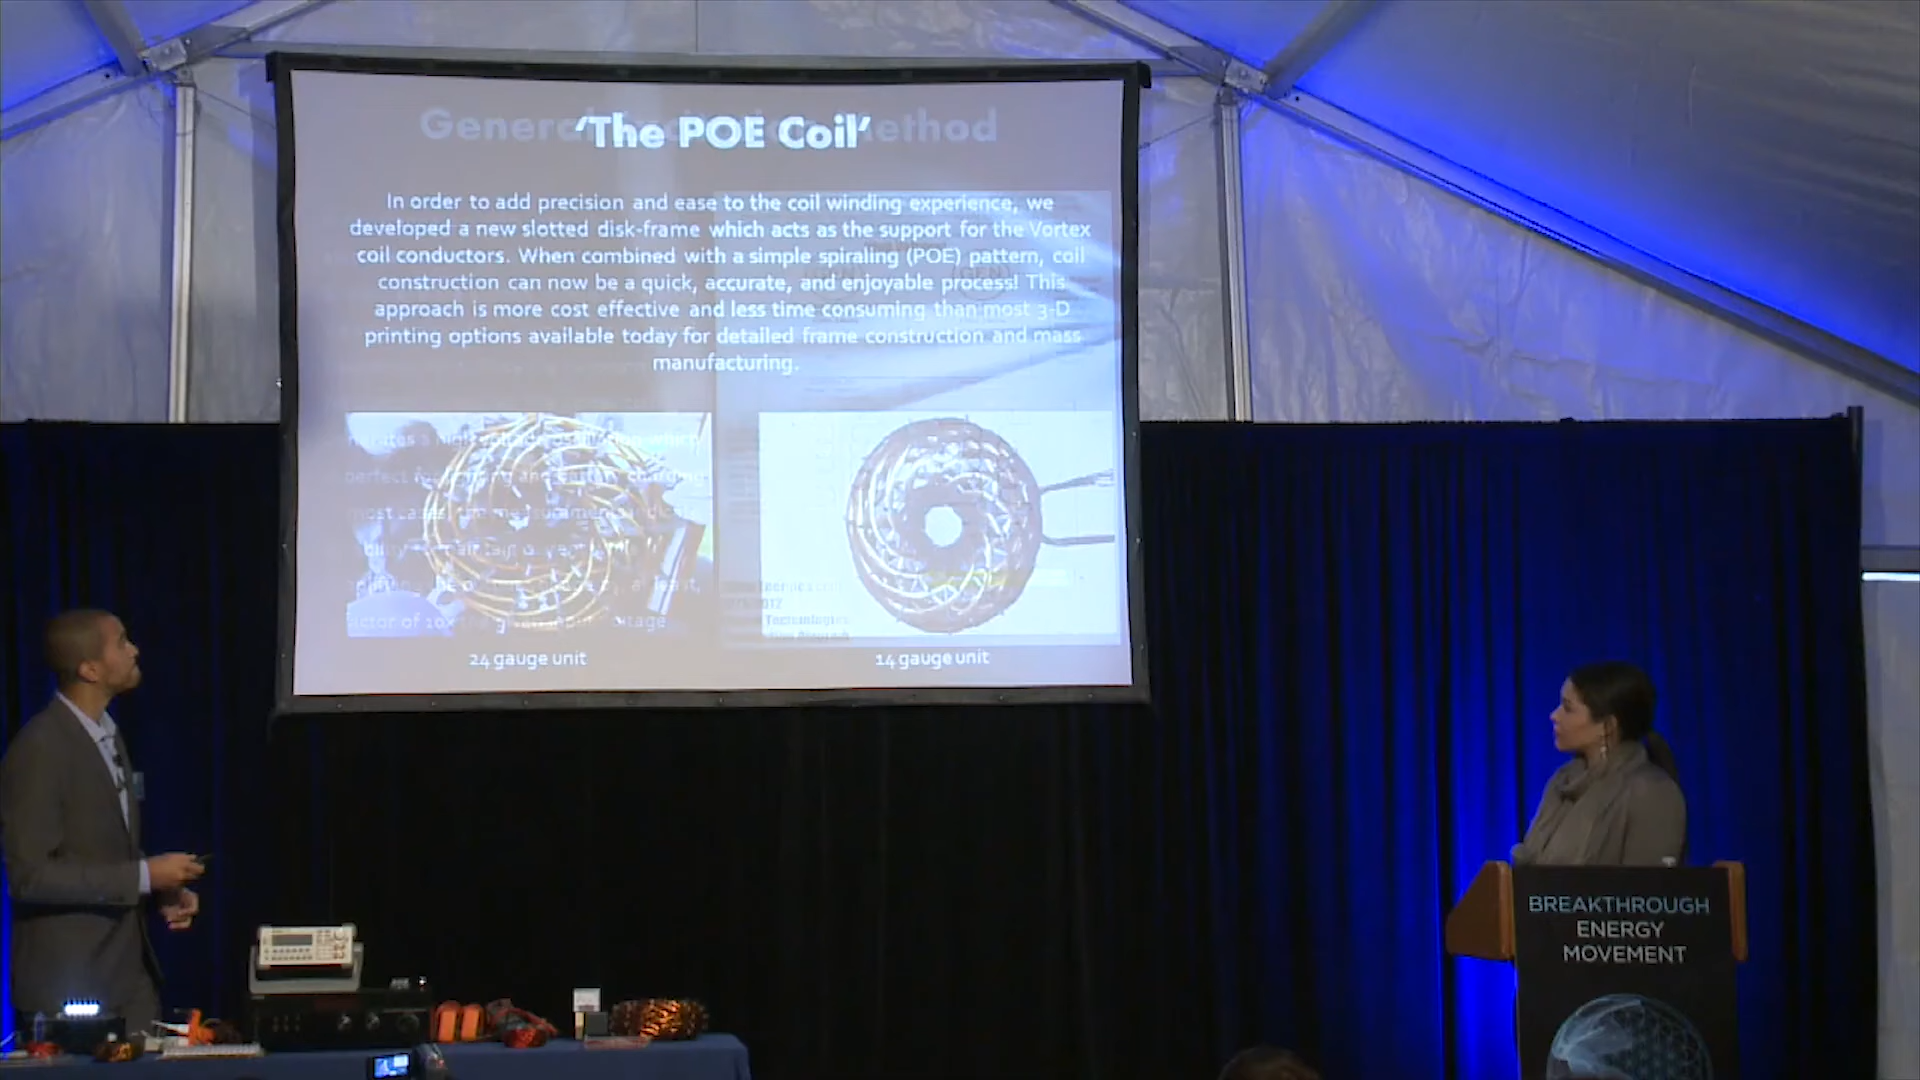 'The POE Coil'
In order to add precision and ease to the coil winding experience, we
developed a new slotted disk-frame which acts as the support for the Vortex
coil conductors. When combined with a simple spiraling (POE) pattern, coil
construction can now be a quick, accurate, and enjoyable process! This
approach is more cost effective and less time consuming than most 3-D
printing options available today for detailed frame construction and mass
manufacturing.
24 gauge unit
14 gauge unit
BREAKTHROUGH
ENERGY
MOVEMENT